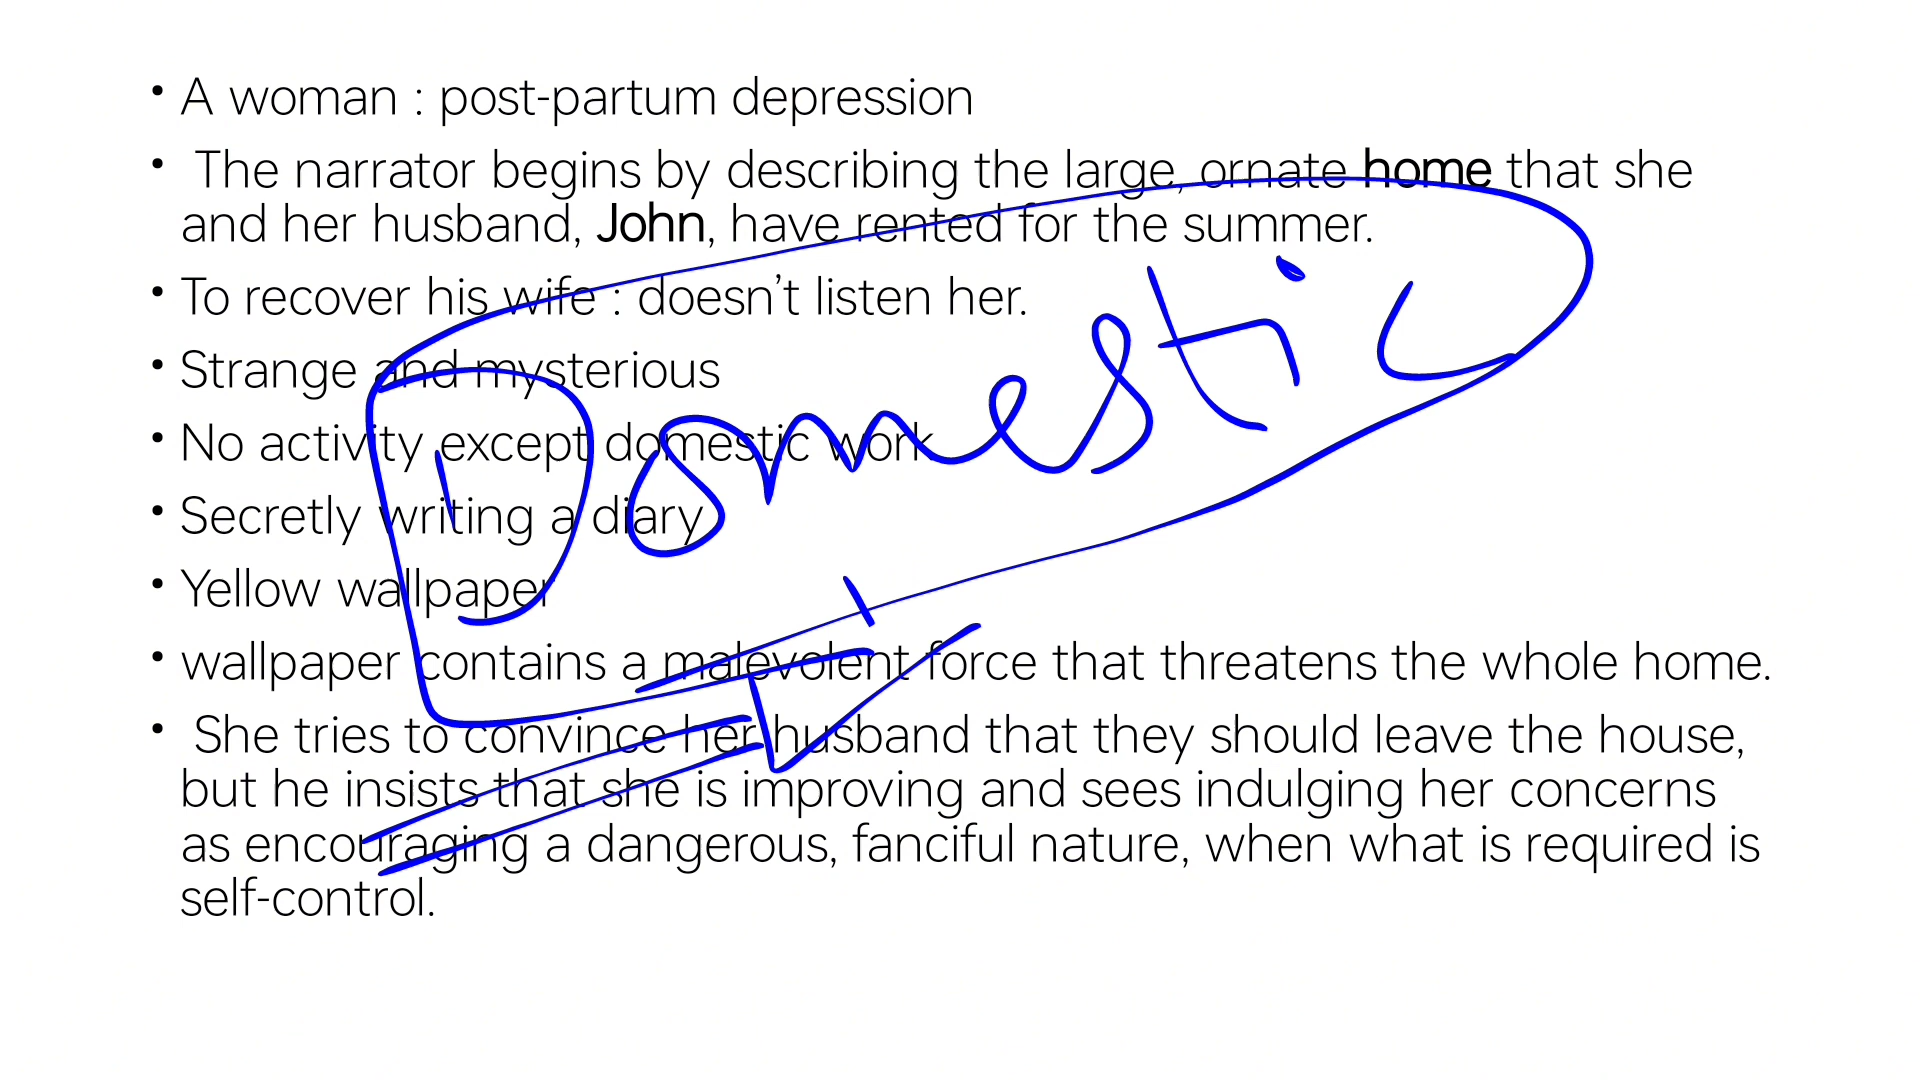 • A woman : post-partum depression
• The narrator begins by describing the large, ornate home that she
and her husband, John, have rented for the summer.
• To recover his wife : doesn't listen her.
• Strange and mysterious
• No activity except domestic work
• Secretly writing a diary
• Yellow wallpaper
• wallpaper contains a malevolent force that threatens the whole home.
• She tries to convince her husband that they should leave the house,
but he insists that she is improving and sees indulging her concerns
as encouraging a dangerous, fanciful nature, when what is required is
self-control.
Domestic